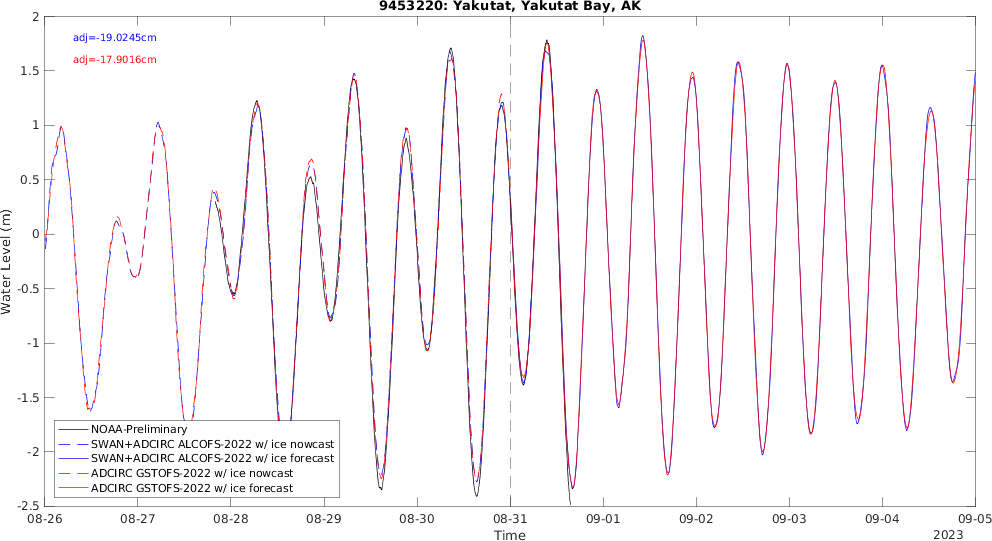 9453220: Yakutat, Yakutat Bay, AK
adj=-19.0245cm
adj=-17.9016cm
2
1.5
1
0.5
0
-0.5
-1
-1.5
-2
-2.5
Water Level (m)
NOAA-Preliminary
SWAN+ADCIRC ALCOFS-2022 w/ ice nowcast
SWAN+ADCIRC ALCOFS-2022 w/ ice forecast
ADCIRC GSTOFS-2022 w/ ice nowcast
ADCIRC GSTOFS-2022 w/ ice forecast
08-26 08-27 08-28 08-29 08-30 08-31 09-01 09-02 09-03 09-04 09-05
Time
2023